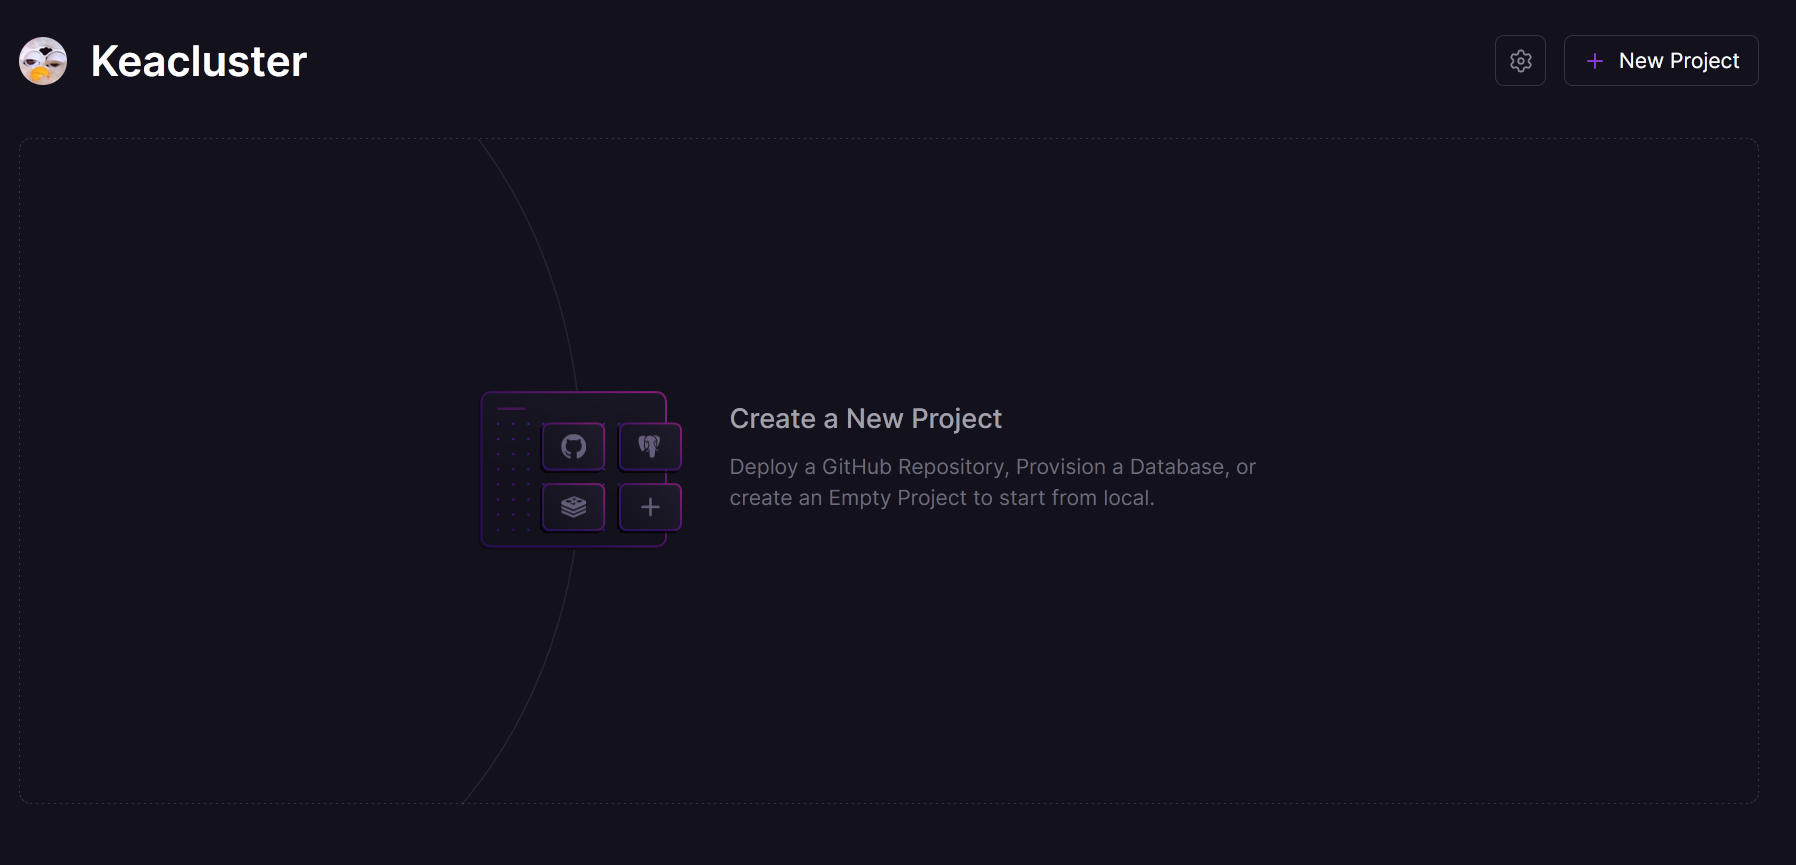 Keacluster
New Project
Create a New Project
Deploy a GitHub Repository, Provision a Database, or
create an Empty Project to start from local.